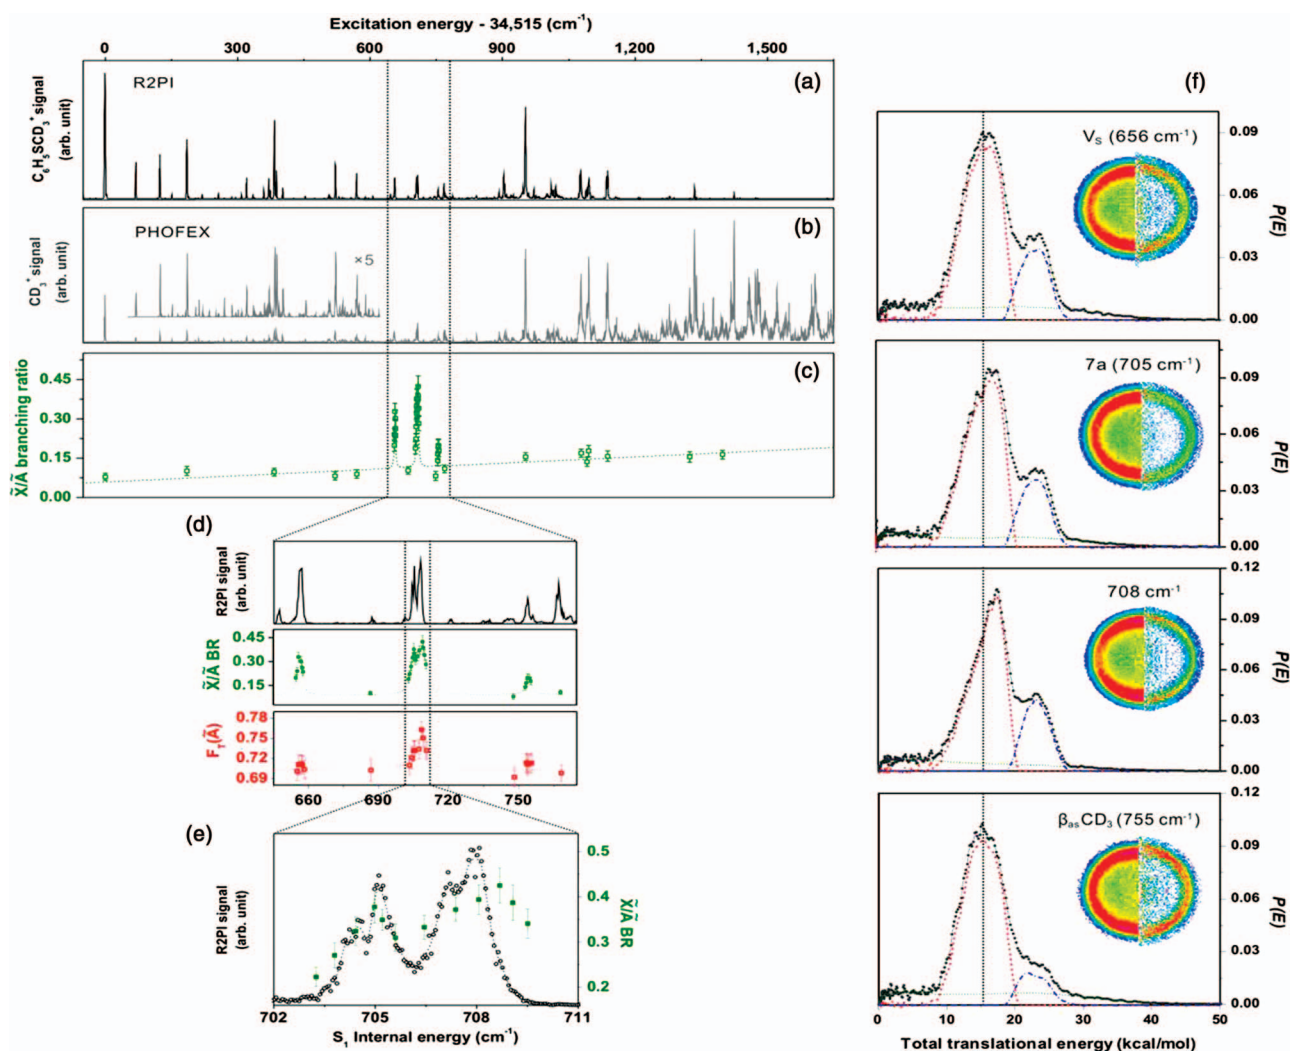 Excitation energy - 34,515 (cm⁻¹)
0 300 600 900 1,200 1,500
R2PI
(a)
C₆H₅SCD₃⁺ signal
(arb. unit)
PHOFEX
(b)
×5
CD₃⁺ signal
(arb. unit)
(c)
X̃/Ã branching ratio
0.45
0.30
0.15
0.00
(d)
R2PI signal
(arb. unit)
X̃/Ã BR
0.45
0.30
0.15
F_T(Ã)
0.78
0.75
0.72
0.69
660 690 720 750
(e)
R2PI signal
(arb. unit)
0.5
0.4
0.3
0.2
X̃/Ã BR
702 705 708 711
S₁ Internal energy (cm⁻¹)
(f)
Vₛ (656 cm⁻¹)
0.09
0.06
0.03
0.00
P(E)
7a (705 cm⁻¹)
0.09
0.06
0.03
0.00
P(E)
708 cm⁻¹
0.12
0.09
0.06
0.03
0.00
P(E)
βₐₛCD₃ (755 cm⁻¹)
0.12
0.09
0.06
0.03
0.00
P(E)
0 10 20 30 40 50
Total translational energy (kcal/mol)